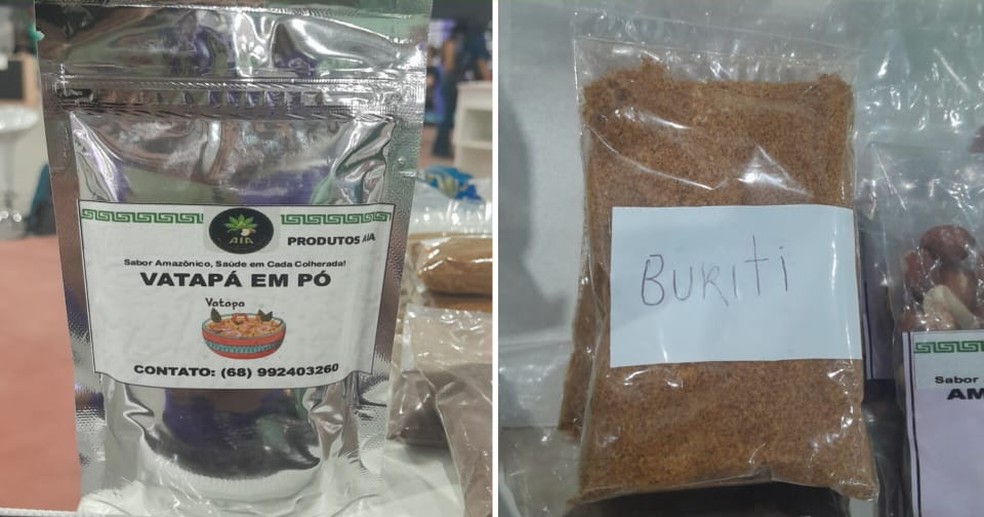 AIA
PRODUTOS AIA
Sabor Amazônico, Saúde em Cada Colherada!
VATAPÁ EM PÓ
Vatapa
CONTATO: (68) 992403260
BURITI
Sabor
AM